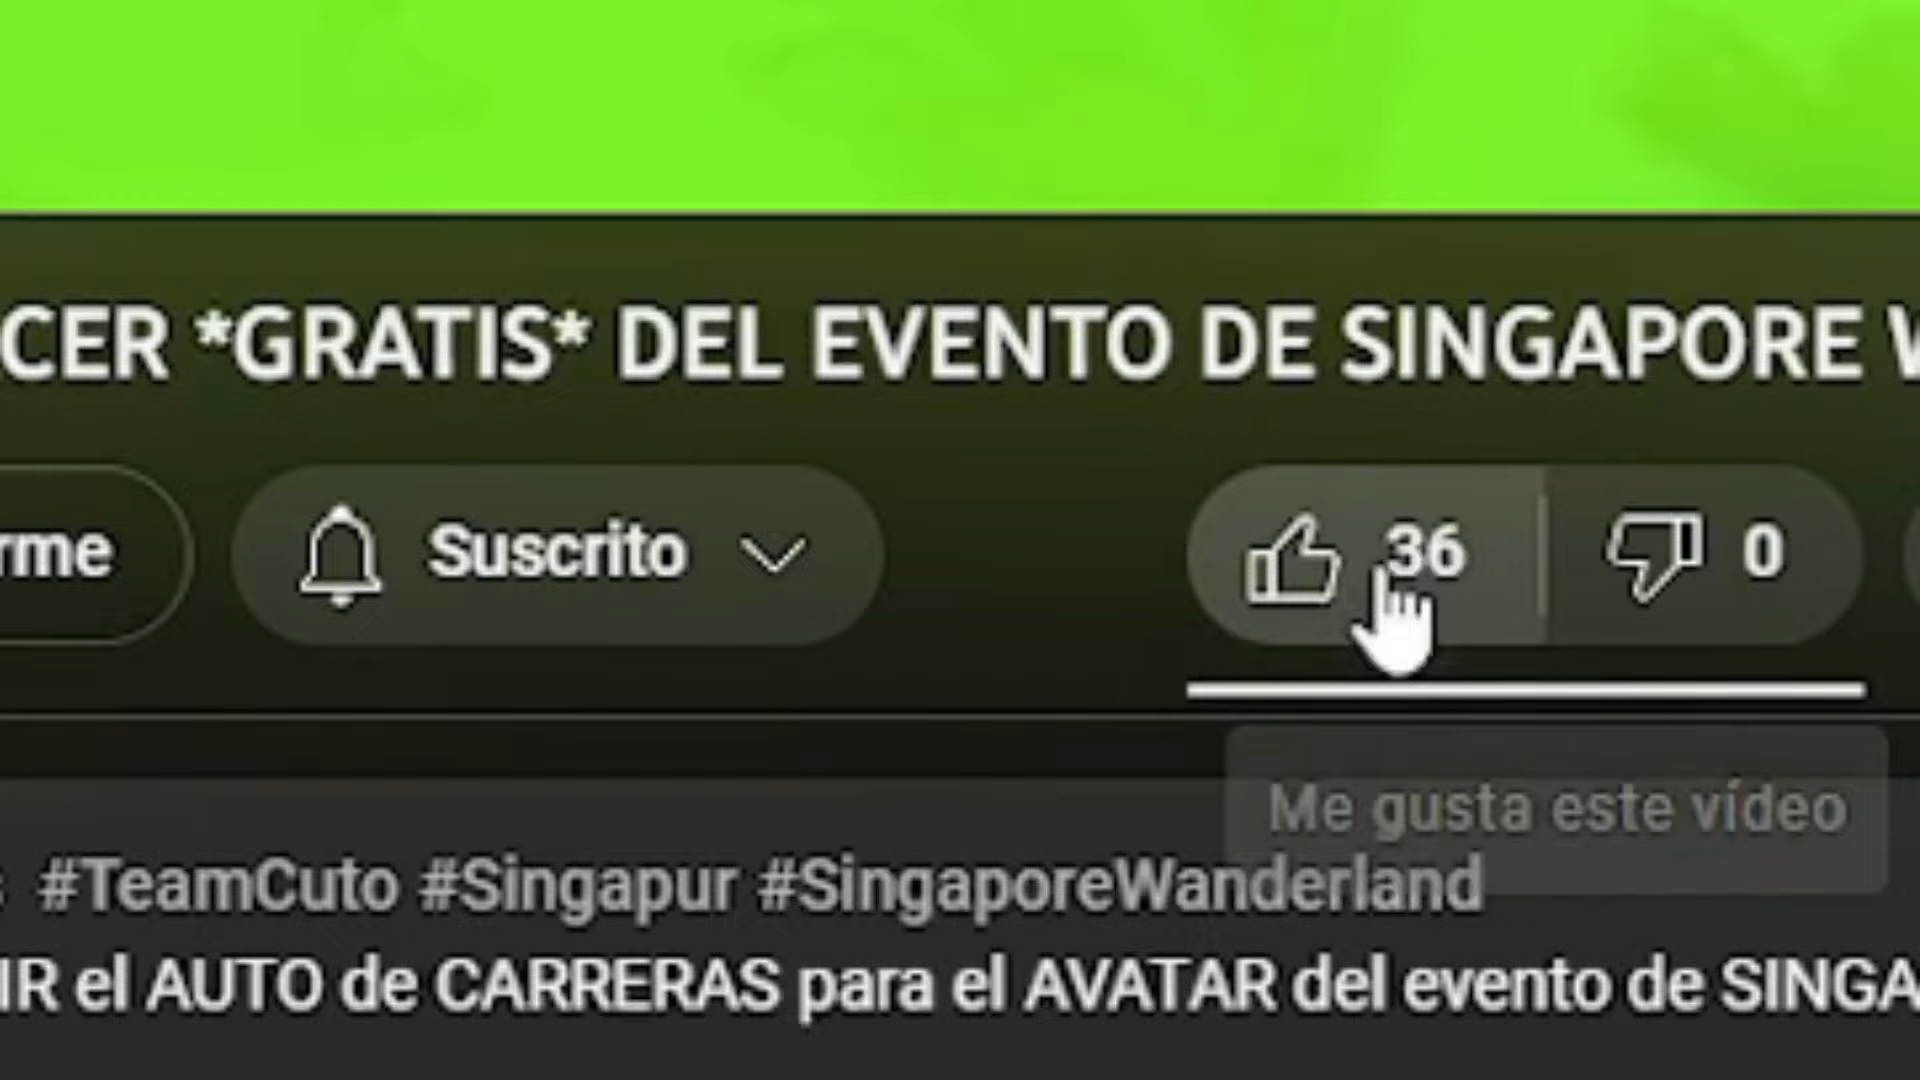 CER *GRATIS* DEL EVENTO DE SINGAPORE W
rme Suscrito 36 0
Me gusta este vídeo
#TeamCuto #Singapur #SingaporeWanderland
IR el AUTO de CARRERAS para el AVATAR del evento de SINGA